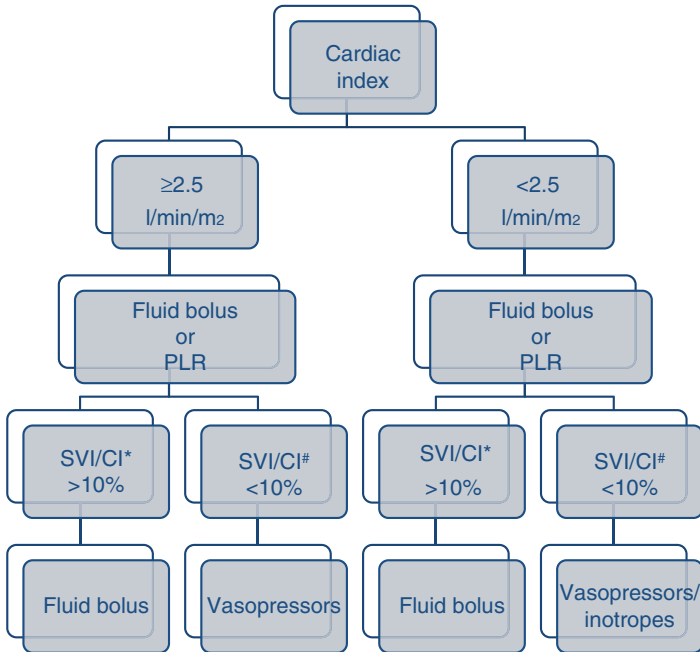 Cardiac
index
≥2.5
l/min/m2
<2.5
l/min/m2
Fluid bolus
or
PLR
Fluid bolus
or
PLR
SVI/CI*
>10%
SVI/CI#
<10%
SVI/CI*
>10%
SVI/CI#
<10%
Fluid bolus
Vasopressors
Fluid bolus
Vasopressors/
inotropes